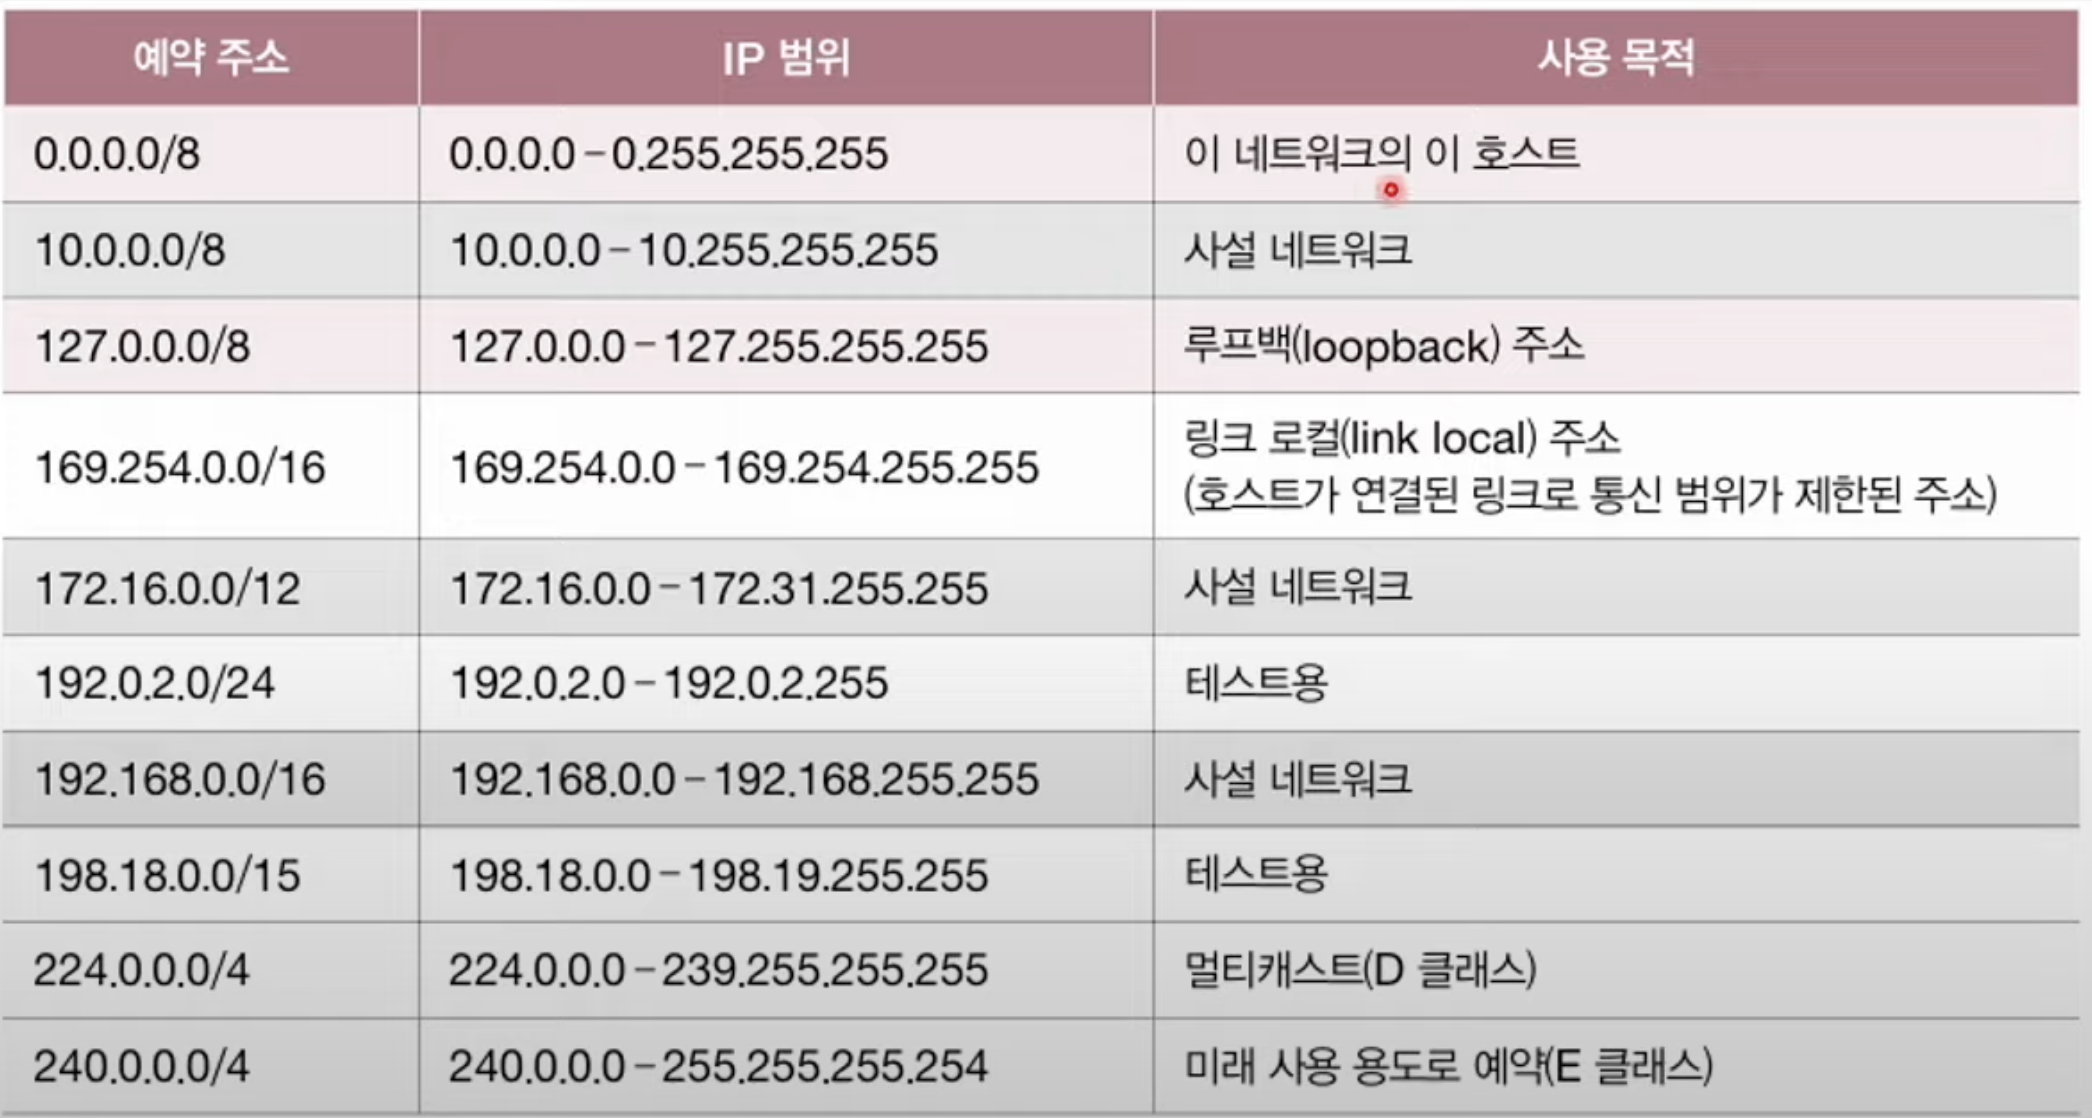 예약 주소 IP 범위 사용 목적
0.0.0.0/8 0.0.0.0 – 0.255.255.255 이 네트워크의 이 호스트
10.0.0.0/8 10.0.0.0 – 10.255.255.255 사설 네트워크
127.0.0.0/8 127.0.0.0 – 127.255.255.255 루프백(loopback) 주소
169.254.0.0/16 169.254.0.0 – 169.254.255.255 링크 로컬(link local) 주소
(호스트가 연결된 링크로 통신 범위가 제한된 주소)
172.16.0.0/12 172.16.0.0 – 172.31.255.255 사설 네트워크
192.0.2.0/24 192.0.2.0 – 192.0.2.255 테스트용
192.168.0.0/16 192.168.0.0 – 192.168.255.255 사설 네트워크
198.18.0.0/15 198.18.0.0 – 198.19.255.255 테스트용
224.0.0.0/4 224.0.0.0 – 239.255.255.255 멀티캐스트(D 클래스)
240.0.0.0/4 240.0.0.0 – 255.255.255.254 미래 사용 용도로 예약(E 클래스)